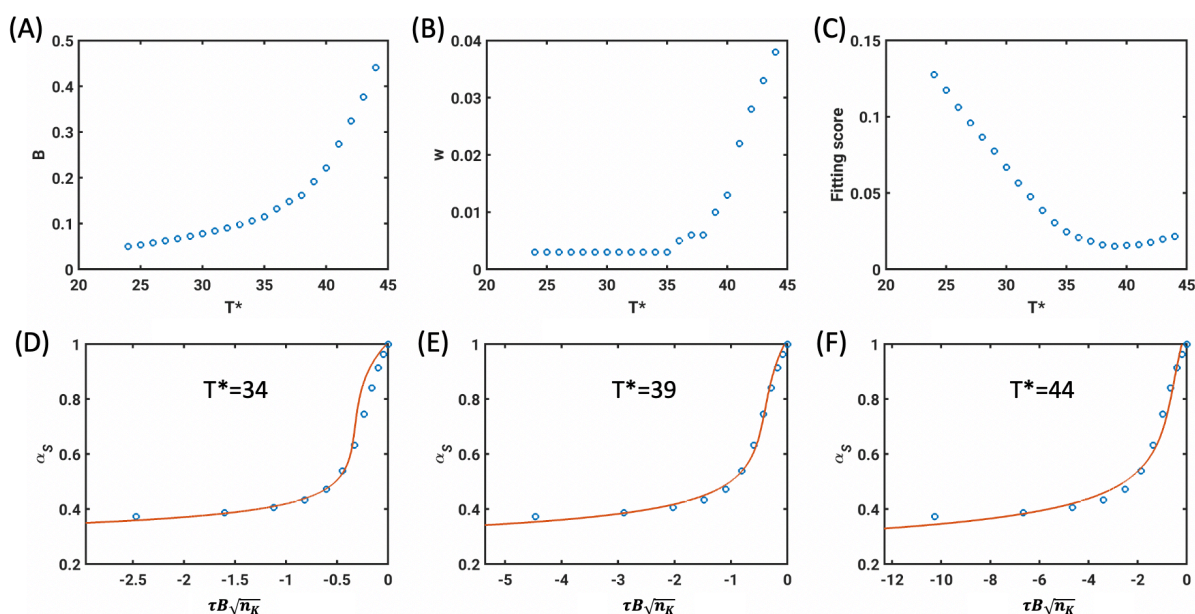 (A)
0.5
0.4
0.3
0.2
0.1
0
B
20 25 30 35 40 45
T*
(B)
0.04
0.03
0.02
0.01
0
w
20 25 30 35 40 45
T*
(C)
0.15
0.1
0.05
0
Fitting score
20 25 30 35 40 45
T*
(D)
1
0.8
0.6
0.4
0.2
α_S
T*=34
-2.5 -2 -1.5 -1 -0.5 0
τB√n_K
(E)
1
0.8
0.6
0.4
0.2
α_S
T*=39
-5 -4 -3 -2 -1 0
τB√n_K
(F)
1
0.8
0.6
0.4
0.2
α_S
T*=44
-12 -10 -8 -6 -4 -2 0
τB√n_K